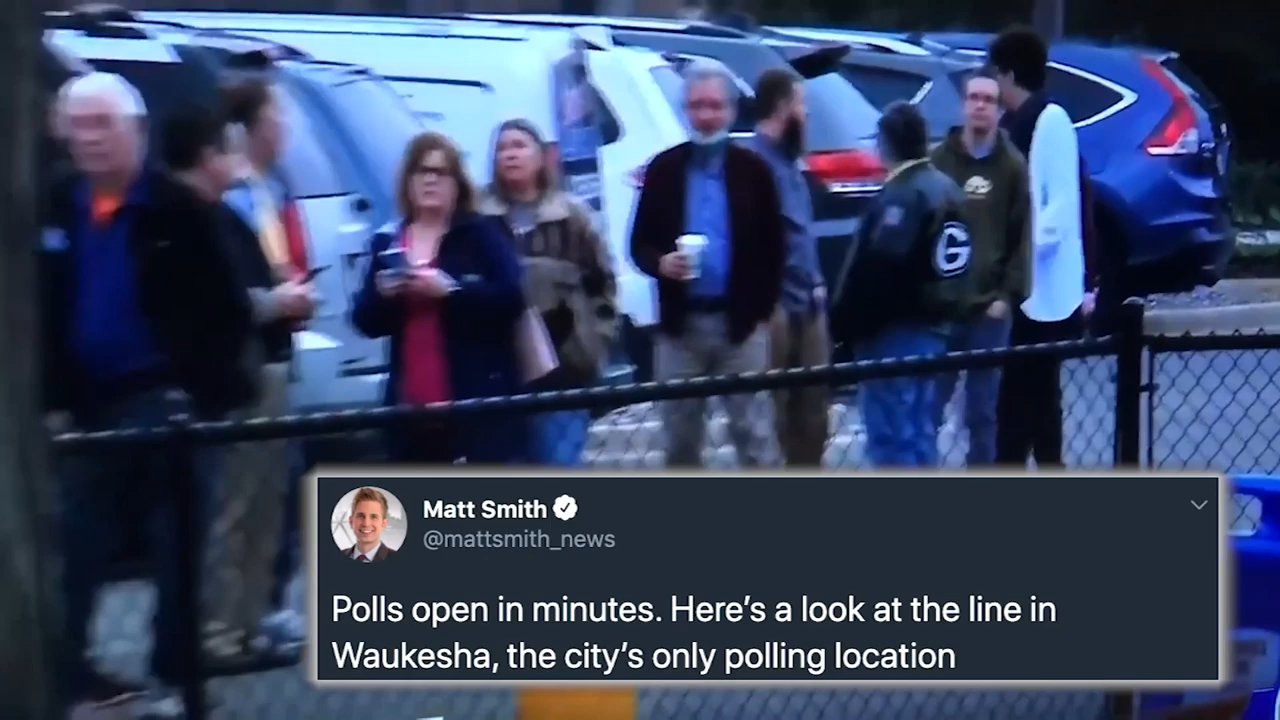 G
Matt Smith
@mattsmith_news
Polls open in minutes. Here's a look at the line in
Waukesha, the city's only polling location